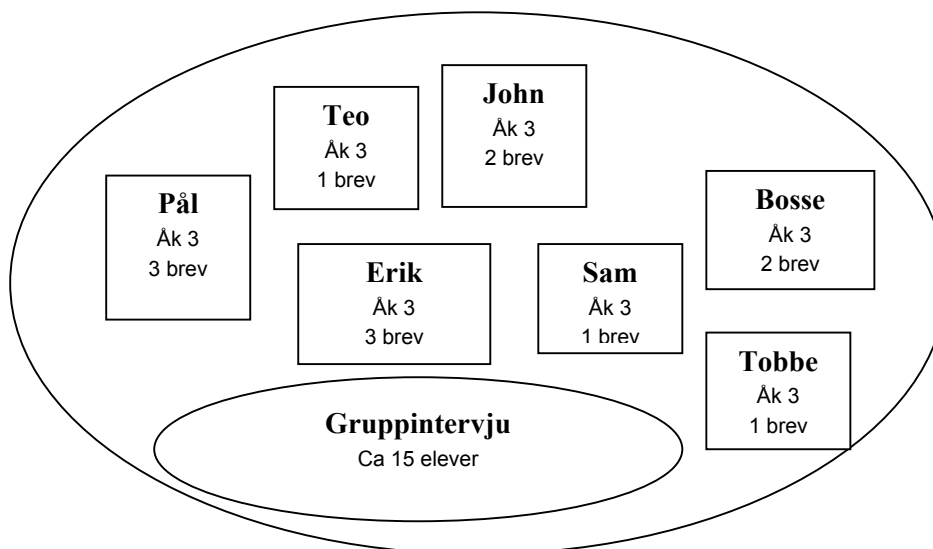 John
Åk 3
2 brev
Teo
Åk 3
1 brev
Pål
Åk 3
3 brev
Bosse
Åk 3
2 brev
Erik
Åk 3
3 brev
Sam
Åk 3
1 brev
Tobbe
Åk 3
1 brev
Gruppintervju
Ca 15 elever